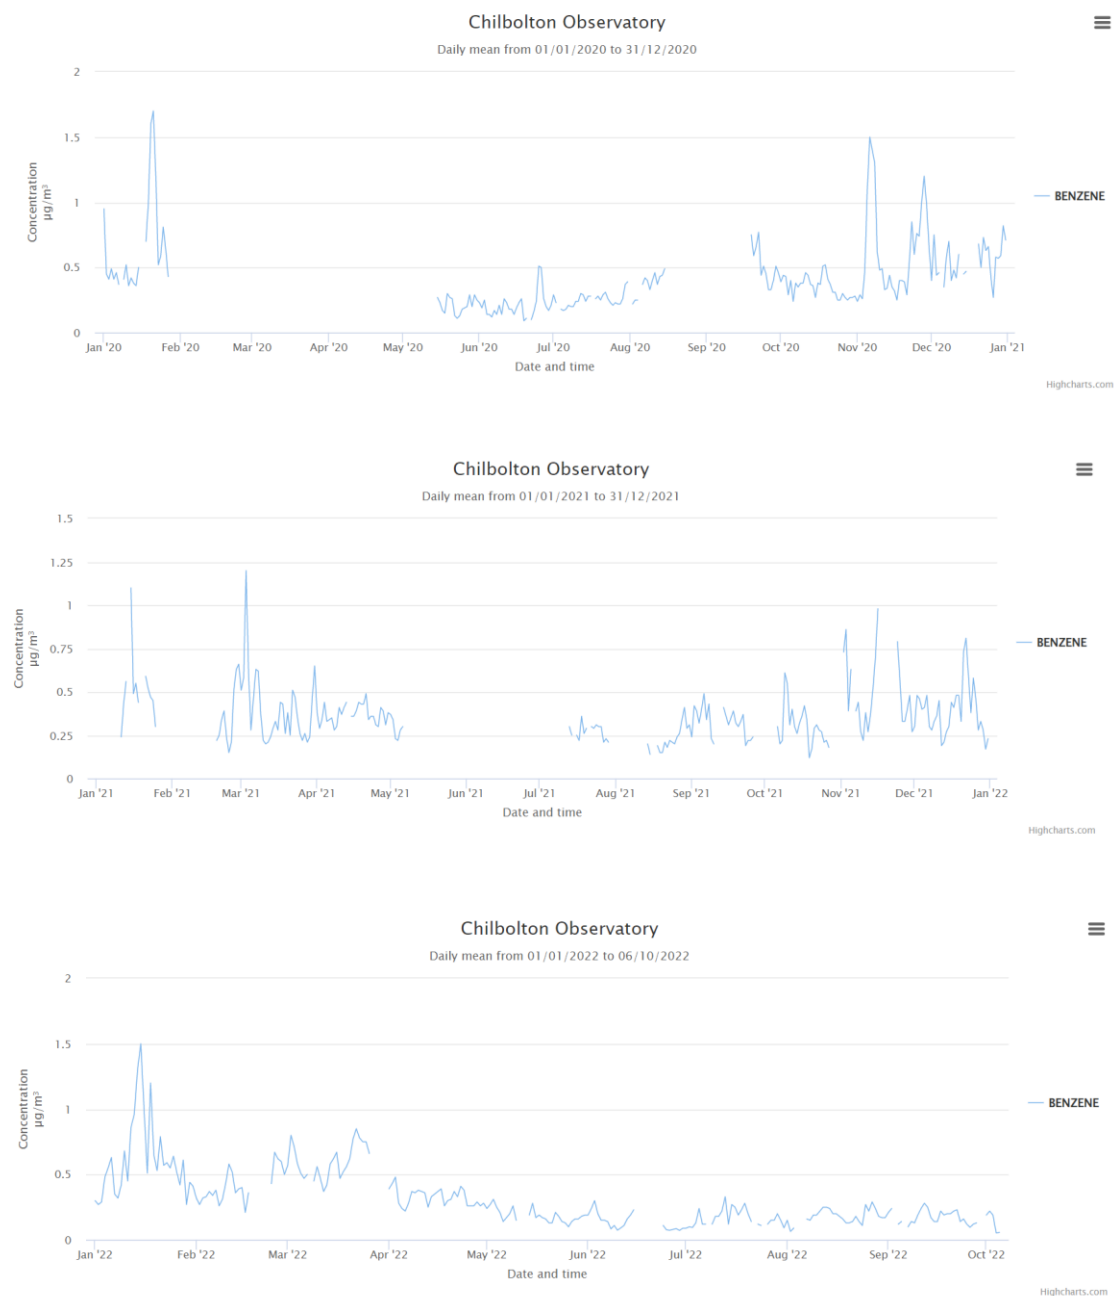 Chilbolton Observatory
Daily mean from 01/01/2020 to 31/12/2020
2
1.5
1
0.5
0
Concentration
µg/m³
Jan '20 Feb '20 Mar '20 Apr '20 May '20 Jun '20 Jul '20 Aug '20 Sep '20 Oct '20 Nov '20 Dec '20 Jan '21
Date and time
BENZENE
Highcharts.com
Chilbolton Observatory
Daily mean from 01/01/2021 to 31/12/2021
1.5
1.25
1
0.75
0.5
0.25
0
Concentration
µg/m³
Jan '21 Feb '21 Mar '21 Apr '21 May '21 Jun '21 Jul '21 Aug '21 Sep '21 Oct '21 Nov '21 Dec '21 Jan '22
Date and time
BENZENE
Highcharts.com
Chilbolton Observatory
Daily mean from 01/01/2022 to 06/10/2022
2
1.5
1
0.5
0
Concentration
µg/m³
Jan '22 Feb '22 Mar '22 Apr '22 May '22 Jun '22 Jul '22 Aug '22 Sep '22 Oct '22
Date and time
BENZENE
Highcharts.com